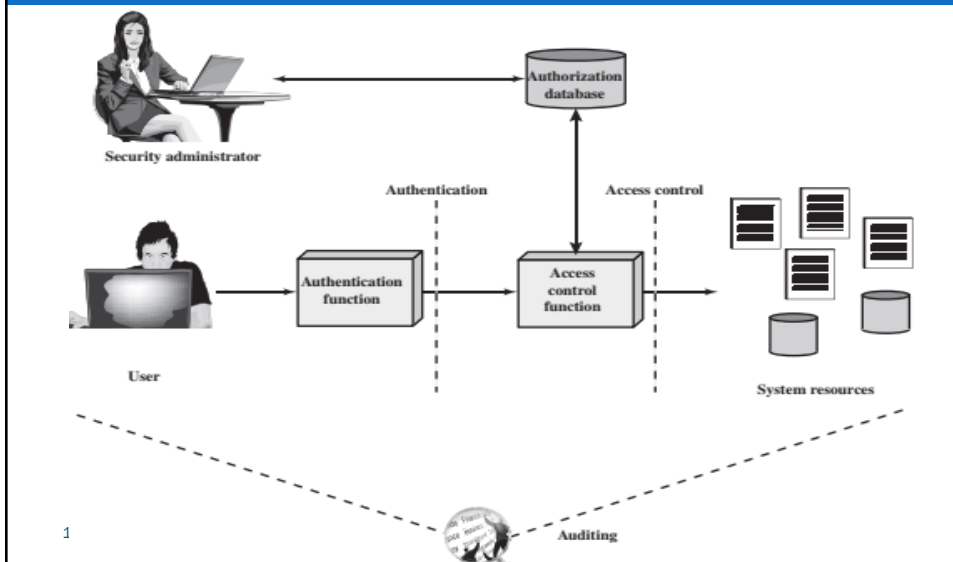 Authorization
database
Security administrator
Authentication
Access control
Authentication
function
Access
control
function
User
System resources
Auditing
1